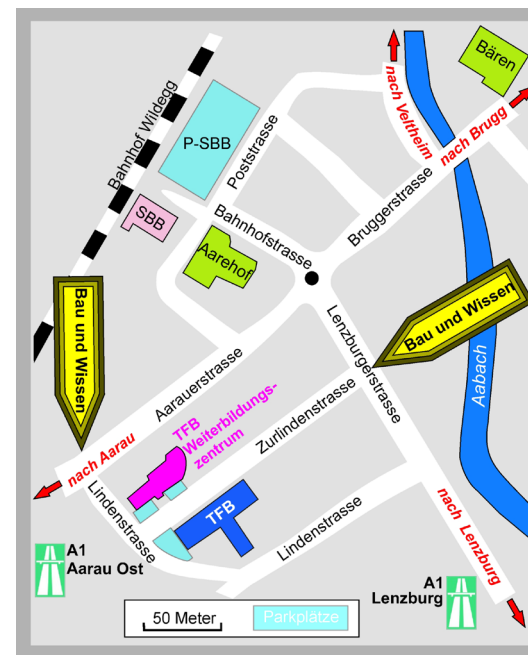 Bären
nach Veltheim
nach Brugg
Bahnhof Wildegg
P-SBB
Poststrasse
Bruggerstrasse
SBB
Bahnhofstrasse
Aarehof
Bau und Wissen
Bau und Wissen
Aabach
Lenzburgerstrasse
Aarauerstrasse
TFB
Weiterbildungs-
zentrum
Zurlindenstrasse
nach Aarau
Lindenstrasse
TFB
Lindenstrasse
nach Lenzburg
A1
Aarau Ost
A1
Lenzburg
50 Meter
Parkplätze